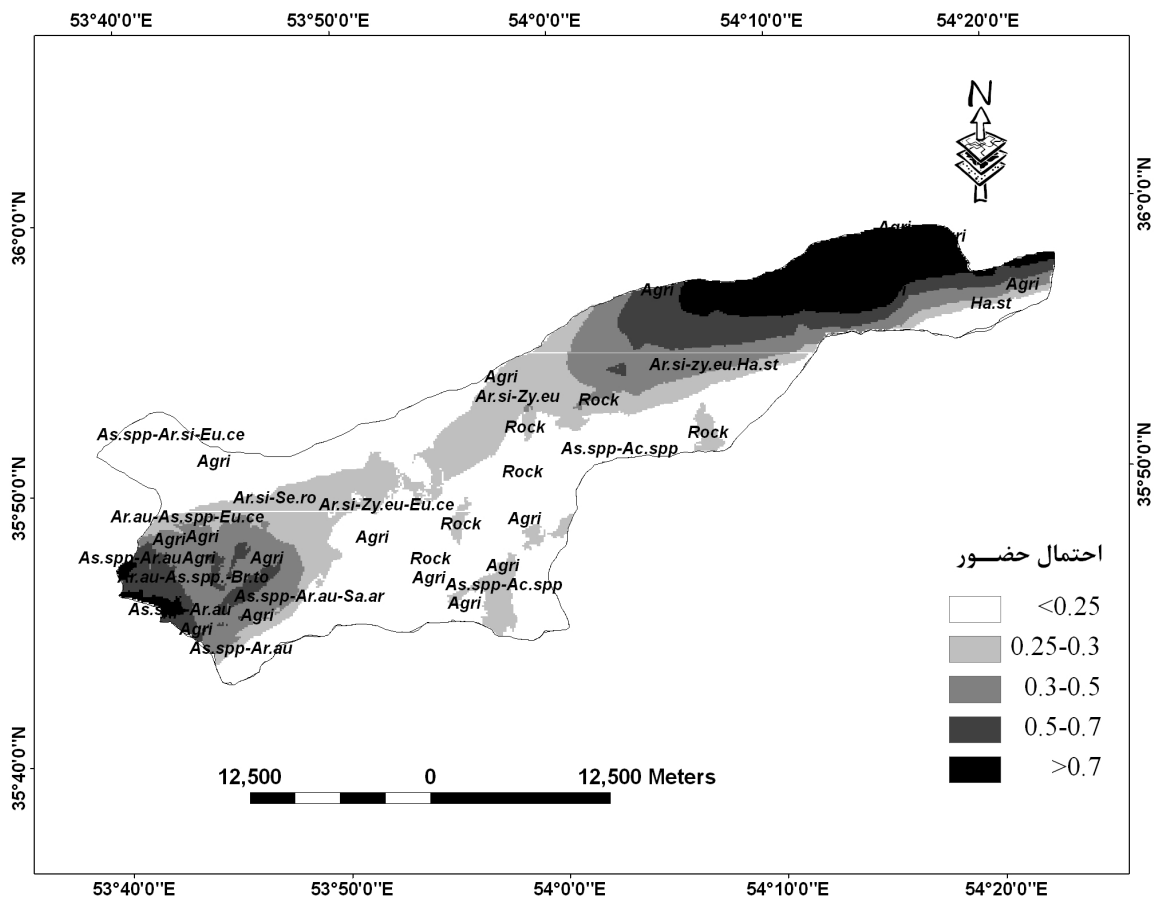 53°40'0"E 53°50'0"E 54°0'0"E 54°10'0"E 54°20'0"E
N
36°0'0"N
36°0'0"N
Agri
Agri
Agri
Ha.st
Ar.si-zy.eu.Ha.st
Agri
Ar.si-Zy.eu
Rock
Rock
As.spp-Ar.si-Eu.ce
Rock
As.spp-Ac.spp
Agri
Rock
35°50'0"N
35°50'0"N
Ar.si-Se.ro
Ar.si-Zy.eu-Eu.ce
Ar.au-As.spp-Eu.ce
Agri
Rock
Agri
Agri
Agri
As.spp-Ar.au
Agri
Agri
Rock
Agri
Ar.au-As.spp.-Br.to
Agri
As.spp-Ac.spp
As.spp-Ar.au-Sa.ar
Agri
Ar.au
Agri
Agri
As.spp-Ar.au
احتمال حضـــور
<0.25
0.25-0.3
0.3-0.5
0.5-0.7
>0.7
35°40'0"N
12,500 0 12,500 Meters
53°40'0"E 53°50'0"E 54°0'0"E 54°10'0"E 54°20'0"E